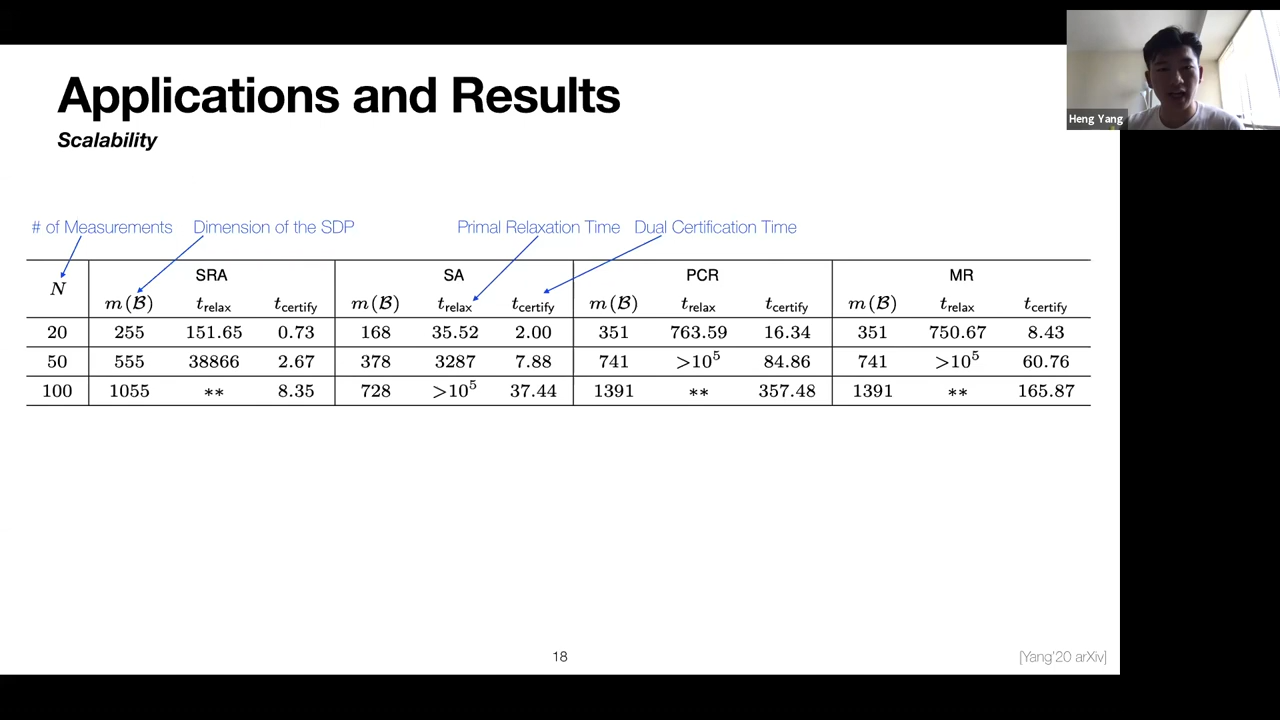 Applications and Results
Scalability
Heng Yang
# of Measurements Dimension of the SDP Primal Relaxation Time Dual Certification Time
N SRA SA PCR MR
m(B) t_relax t_certify m(B) t_relax t_certify m(B) t_relax t_certify m(B) t_relax t_certify
20 255 151.65 0.73 168 35.52 2.00 351 763.59 16.34 351 750.67 8.43
50 555 38866 2.67 378 3287 7.88 741 >10^5 84.86 741 >10^5 60.76
100 1055 ** 8.35 728 >10^5 37.44 1391 ** 357.48 1391 ** 165.87
18
[Yang'20 arXiv]